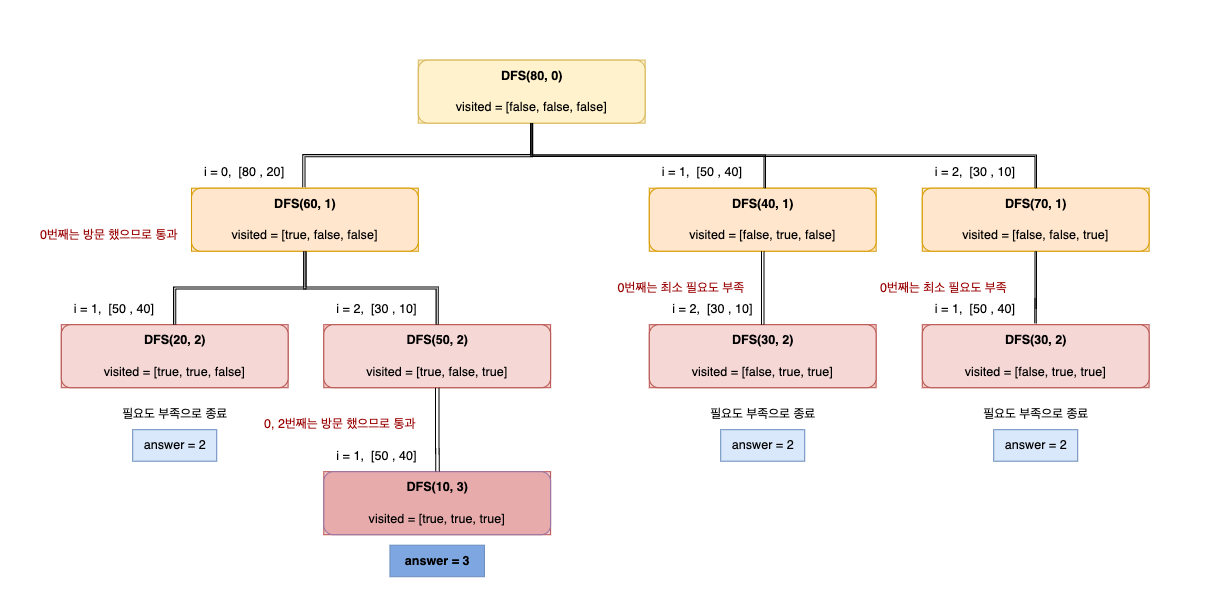 DFS(80, 0)
visited = [false, false, false]
i = 0,  [80 , 20]
i = 1,  [50 , 40]
i = 2,  [30 , 10]
DFS(60, 1)
visited = [true, false, false]
DFS(40, 1)
visited = [false, true, false]
DFS(70, 1)
visited = [false, false, true]
0번째는 방문 했으므로 통과
0번째는 최소 필요도 부족
0번째는 최소 필요도 부족
i = 1,  [50 , 40]
i = 2,  [30 , 10]
i = 2,  [30 , 10]
i = 1,  [50 , 40]
DFS(20, 2)
visited = [true, true, false]
DFS(50, 2)
visited = [true, false, true]
DFS(30, 2)
visited = [false, true, true]
DFS(30, 2)
visited = [false, true, true]
필요도 부족으로 종료
answer = 2
0, 2번째는 방문 했으므로 통과
필요도 부족으로 종료
answer = 2
필요도 부족으로 종료
answer = 2
i = 1,  [50 , 40]
DFS(10, 3)
visited = [true, true, true]
answer = 3